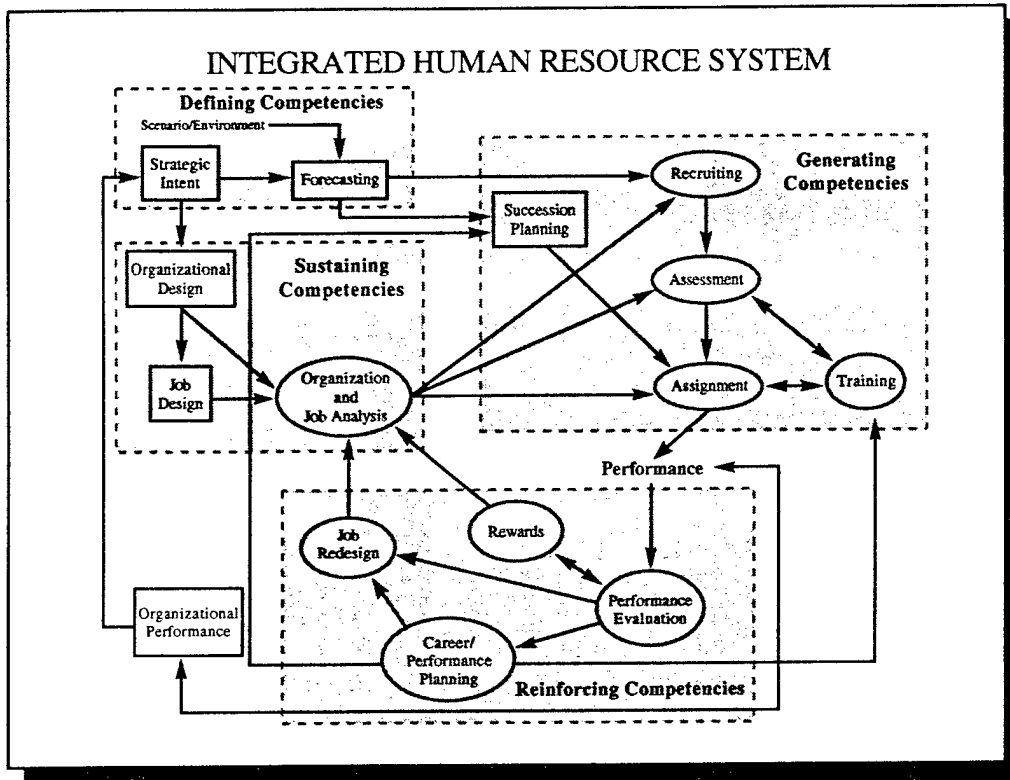 INTEGRATED HUMAN RESOURCE SYSTEM
Defining Competencies
Scenario/Environment
Strategic
Intent
Forecasting
Generating
Competencies
Recruiting
Succession
Planning
Assessment
Assignment
Training
Sustaining
Competencies
Organizational
Design
Job
Design
Organization
and
Job Analysis
Performance
Job
Redesign
Rewards
Performance
Evaluation
Career/
Performance
Planning
Reinforcing Competencies
Organizational
Performance